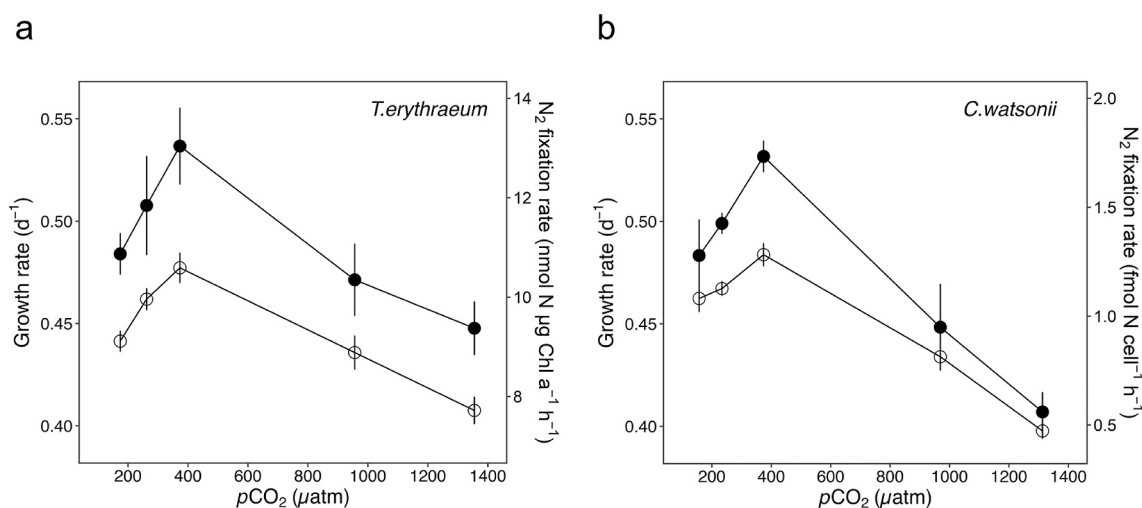 a
T.erythraeum
Growth rate (d⁻¹)
0.55
0.50
0.45
0.40
14
12
10
8
N₂ fixation rate (nmol N µg Chl a⁻¹ h⁻¹)
200 400 600 800 1000 1200 1400
pCO₂ (µatm)
b
C.watsonii
Growth rate (d⁻¹)
0.55
0.50
0.45
0.40
2.0
1.5
1.0
0.5
N₂ fixation rate (fmol N cell⁻¹ h⁻¹)
200 400 600 800 1000 1200 1400
pCO₂ (µatm)